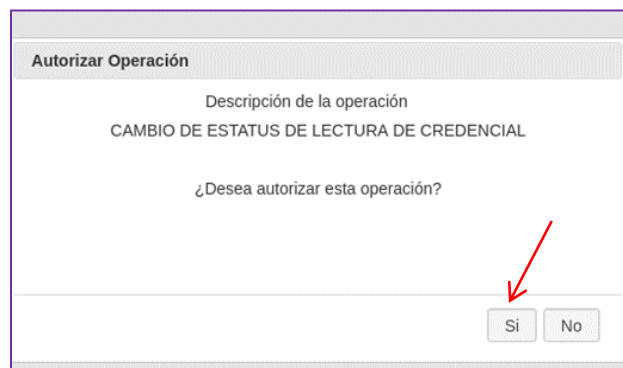 Autorizar Operación
Descripción de la operación
CAMBIO DE ESTATUS DE LECTURA DE CREDENCIAL
¿Desea autorizar esta operación?
Si No